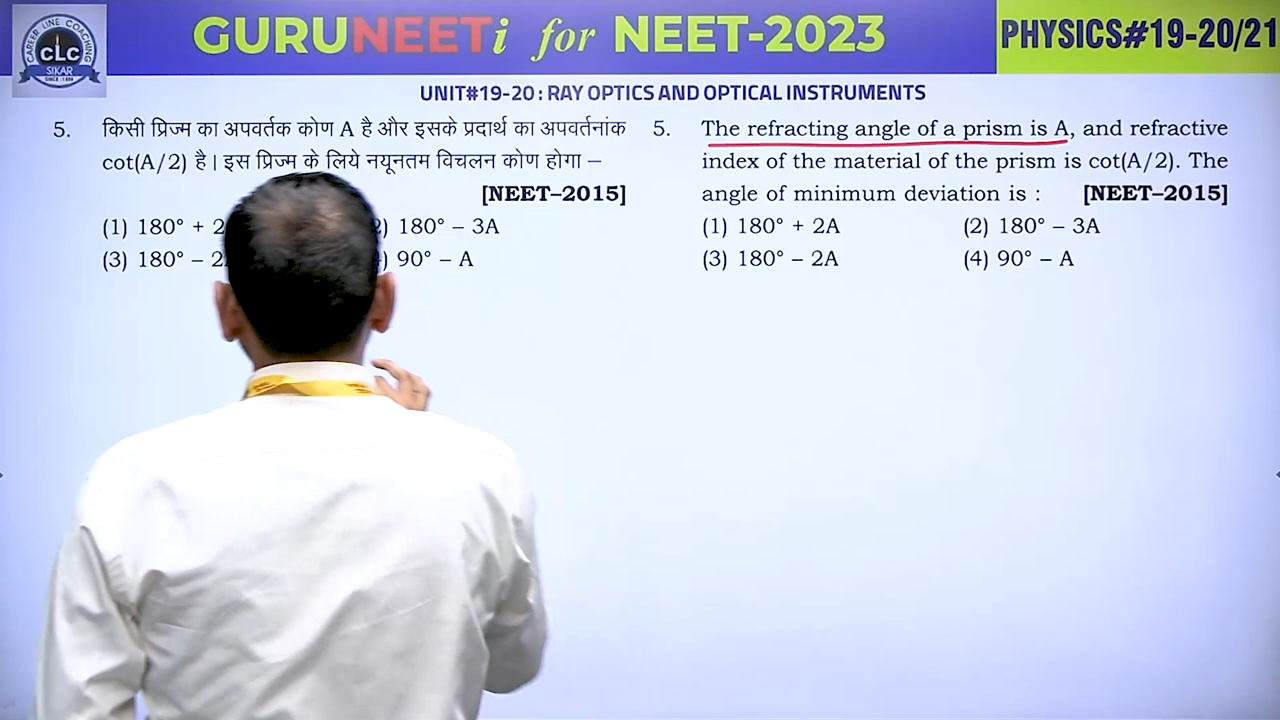 CAREER LINE COACHING
CLC
SIKAR
SINCE : 1996
GURUNEETi for NEET-2023
PHYSICS#19-20/21
UNIT#19-20 : RAY OPTICS AND OPTICAL INSTRUMENTS
5. किसी प्रिज्म का अपवर्तक कोण A है और इसके प्रदार्थ का अपवर्तनांक
cot(A/2) है। इस प्रिज्म के लिये नयूनतम विचलन कोण होगा –
[NEET–2015]
(1) 180° + 2 2) 180° – 3A
(3) 180° – 2 ) 90° – A
5. The refracting angle of a prism is A, and refractive
index of the material of the prism is cot(A/2). The
angle of minimum deviation is : [NEET–2015]
(1) 180° + 2A (2) 180° – 3A
(3) 180° – 2A (4) 90° – A